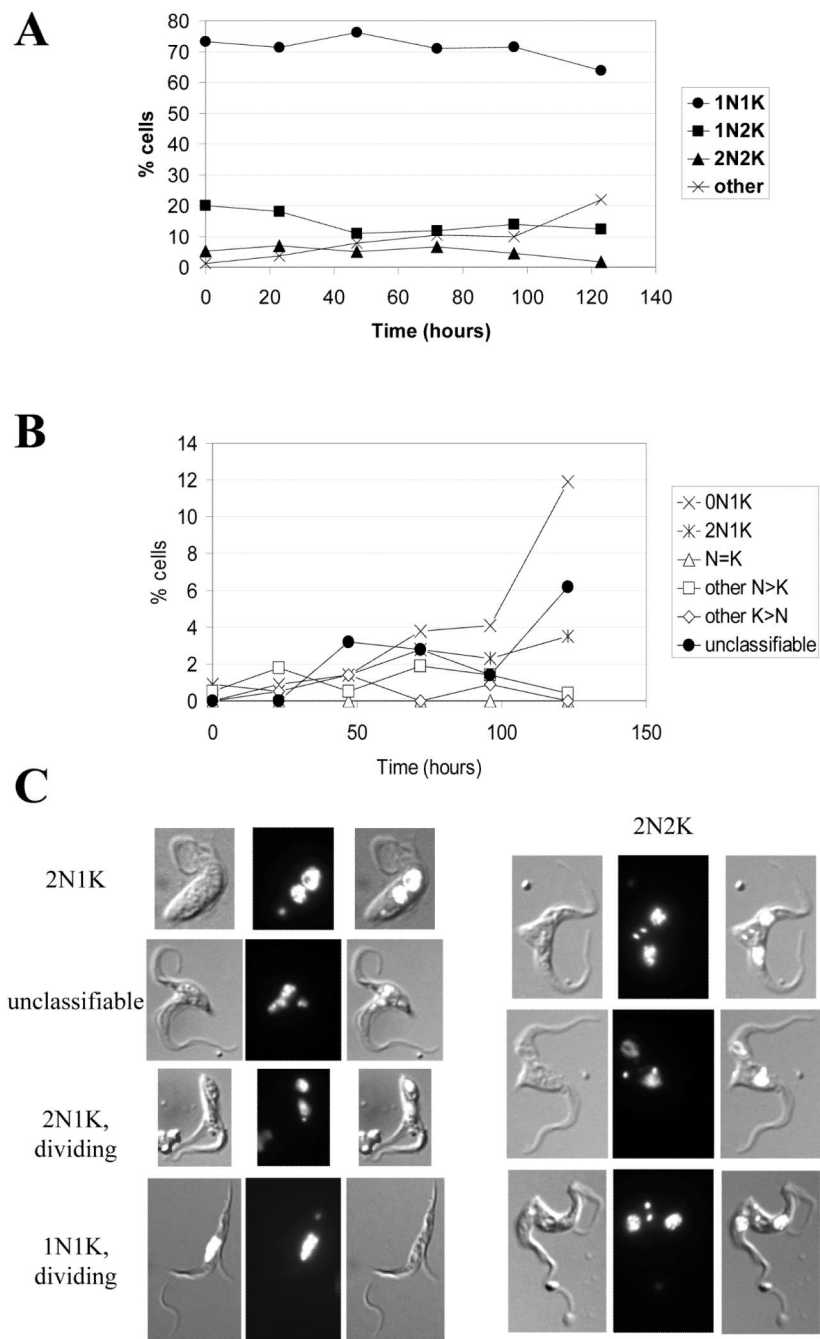 A
80
70
60
50
40
30
20
10
0
% cells
0 20 40 60 80 100 120 140
Time (hours)
1N1K
1N2K
2N2K
other
B
14
12
10
8
6
4
2
0
% cells
0 50 100 150
Time (hours)
0N1K
2N1K
N=K
other N>K
other K>N
unclassifiable
C
2N1K
unclassifiable
2N1K,
dividing
1N1K,
dividing
2N2K